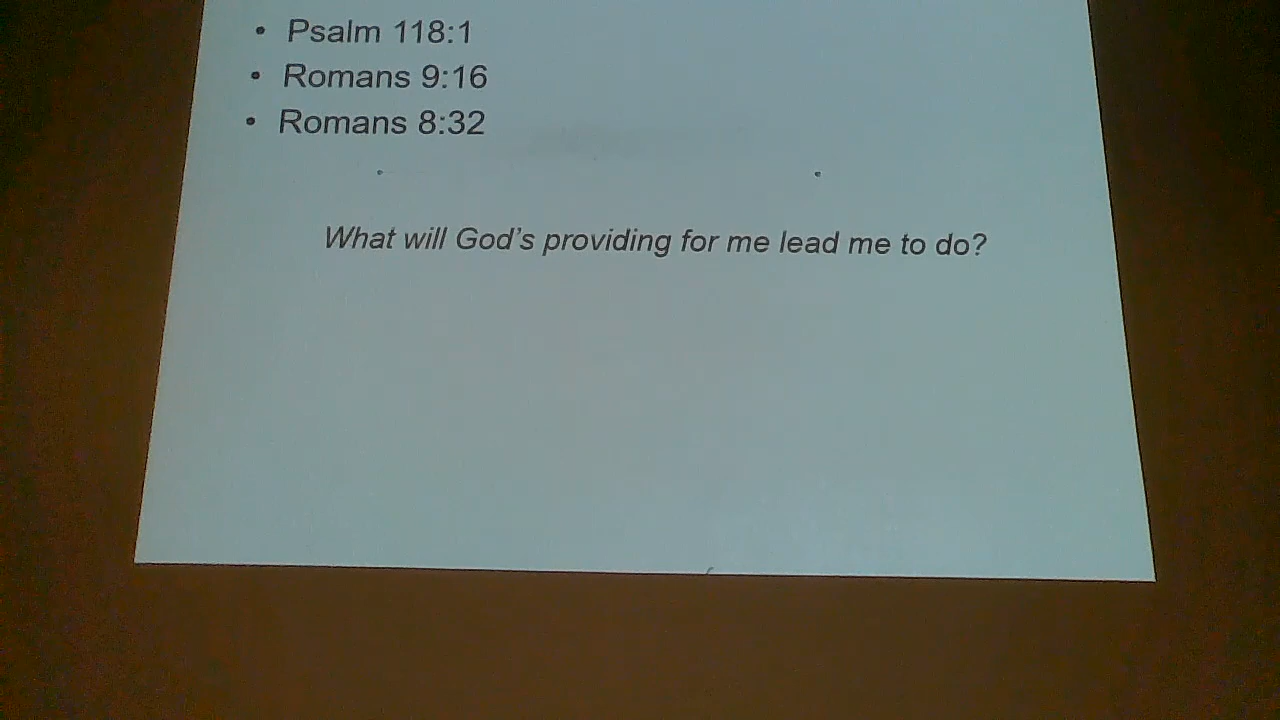 • Psalm 118:1
• Romans 9:16
• Romans 8:32
What will God's providing for me lead me to do?